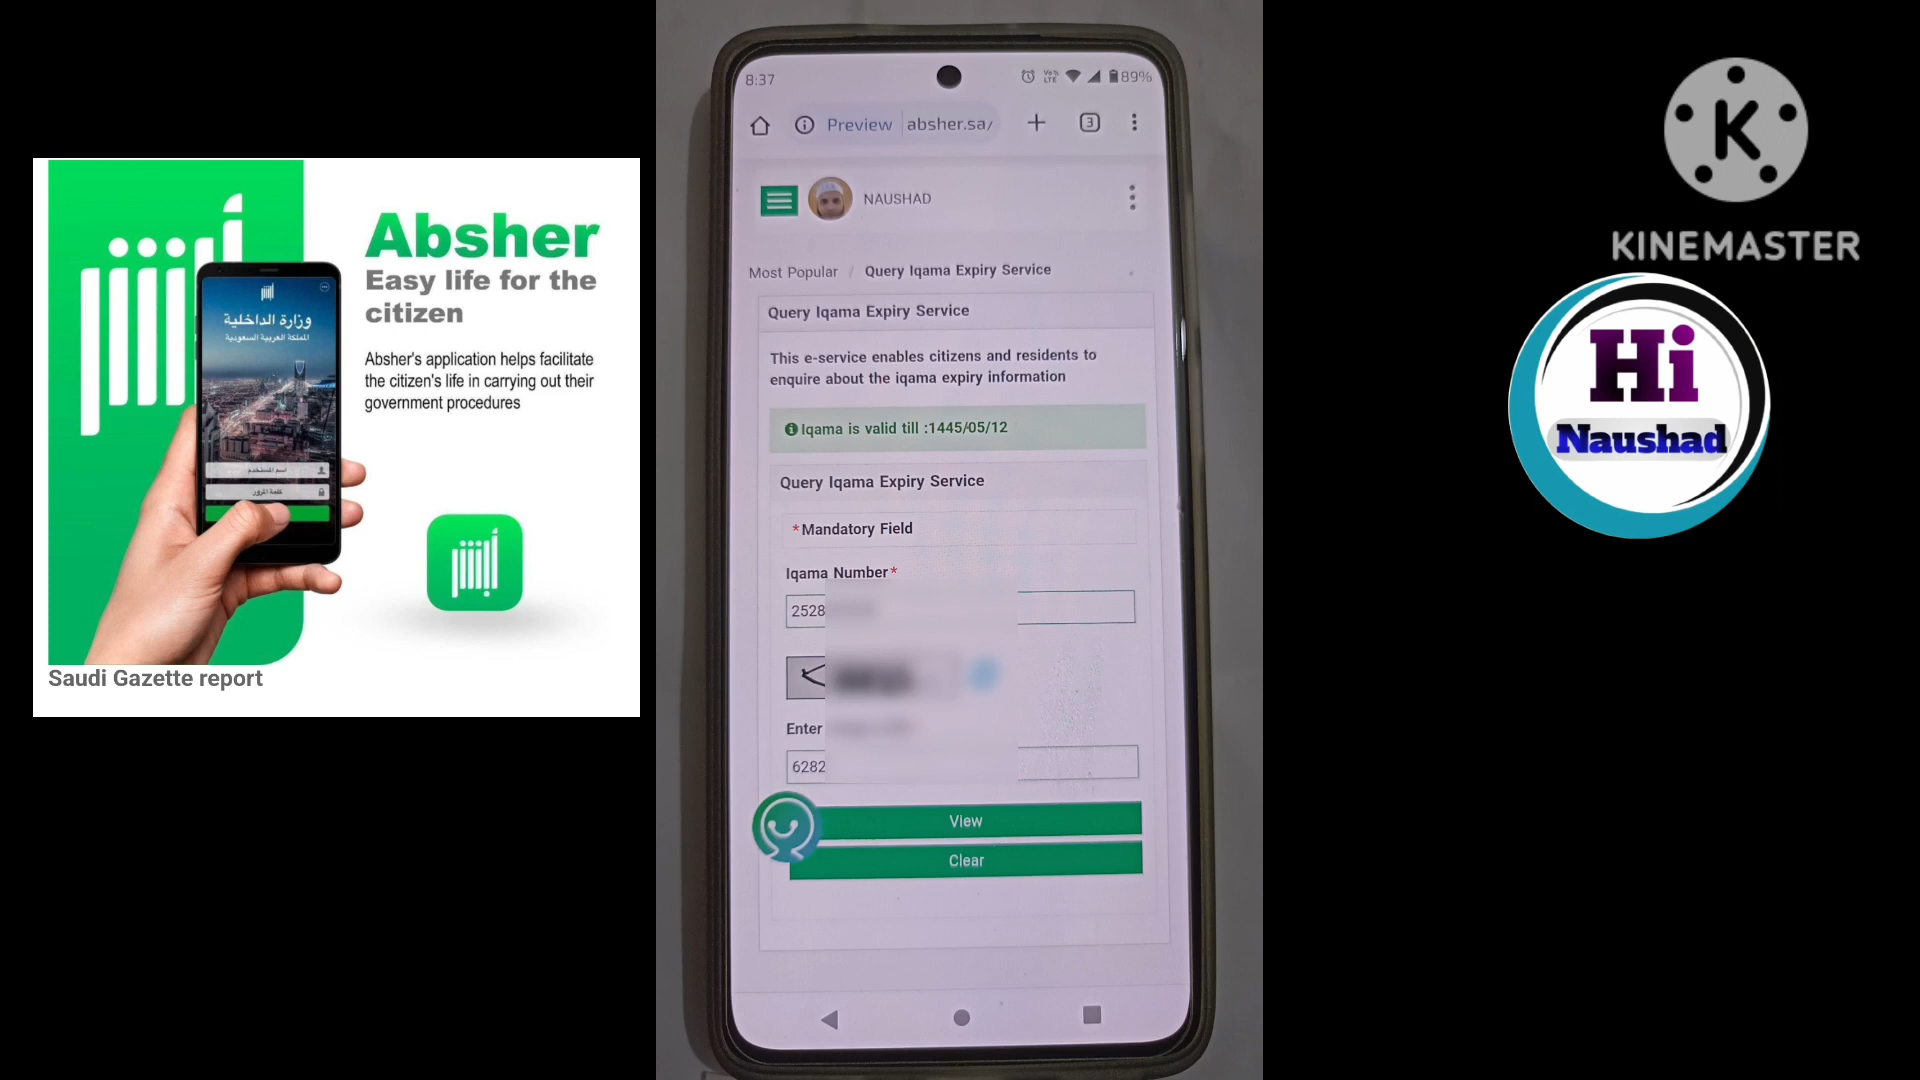 Absher
Easy life for the
citizen
Absher's application helps facilitate
the citizen's life in carrying out their
government procedures
وزارة الداخلية
المملكة العربية السعودية
اسم المستخدم
كلمة المرور
Saudi Gazette report
8:37
89%
Preview
absher.sa/
3
NAUSHAD
Most Popular / Query Iqama Expiry Service
Query Iqama Expiry Service
This e-service enables citizens and residents to
enquire about the iqama expiry information
Iqama is valid till :1445/05/12
Query Iqama Expiry Service
*Mandatory Field
Iqama Number*
2528
Enter
6282
View
Clear
K
KINEMASTER
Hi
Naushad